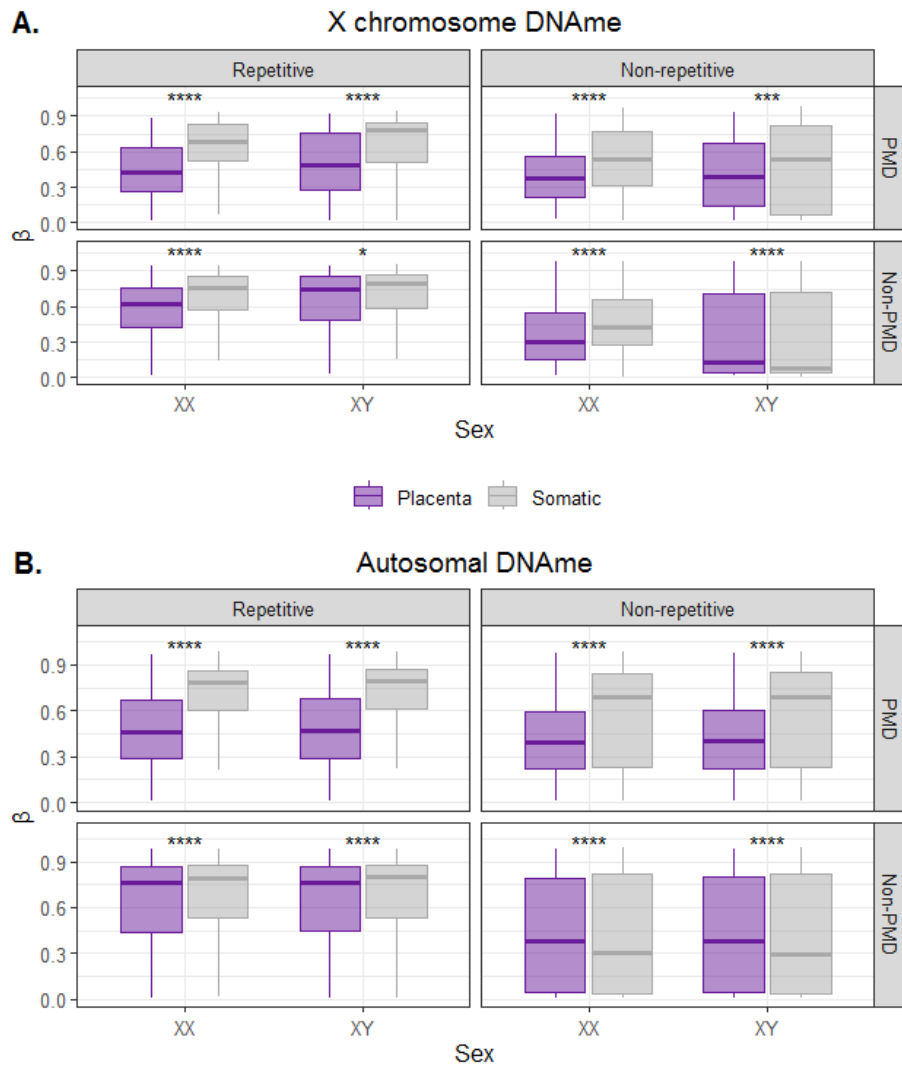 A. X chromosome DNAme
Repetitive Non-repetitive
**** **** **** ***
0.9
0.6
0.3
0.0
PMD
β
**** * **** ****
0.9
0.6
0.3
0.0
Non-PMD
XX XY XX XY
Sex
Placenta Somatic
B. Autosomal DNAme
Repetitive Non-repetitive
**** **** **** ****
0.9
0.6
0.3
0.0
PMD
β
**** **** **** ****
0.9
0.6
0.3
0.0
Non-PMD
XX XY XX XY
Sex